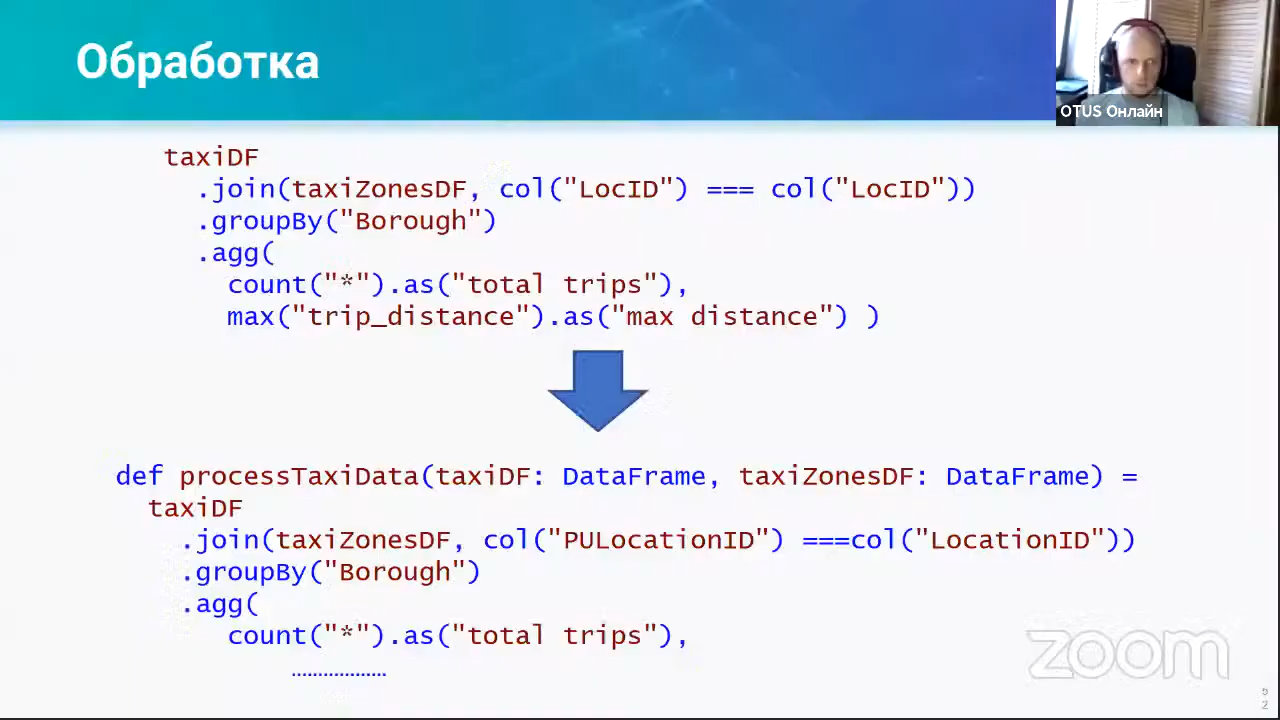 Обработка
OTUS Онлайн
taxiDF
.join(taxiZonesDF, col("LocID") === col("LocID"))
.groupBy("Borough")
.agg(
count("*").as("total trips"),
max("trip_distance").as("max distance") )
def processTaxiData(taxiDF: DataFrame, taxiZonesDF: DataFrame) =
taxiDF
.join(taxiZonesDF, col("PULocationID") ===col("LocationID"))
.groupBy("Borough")
.agg(
count("*").as("total trips"),
………………
zoom